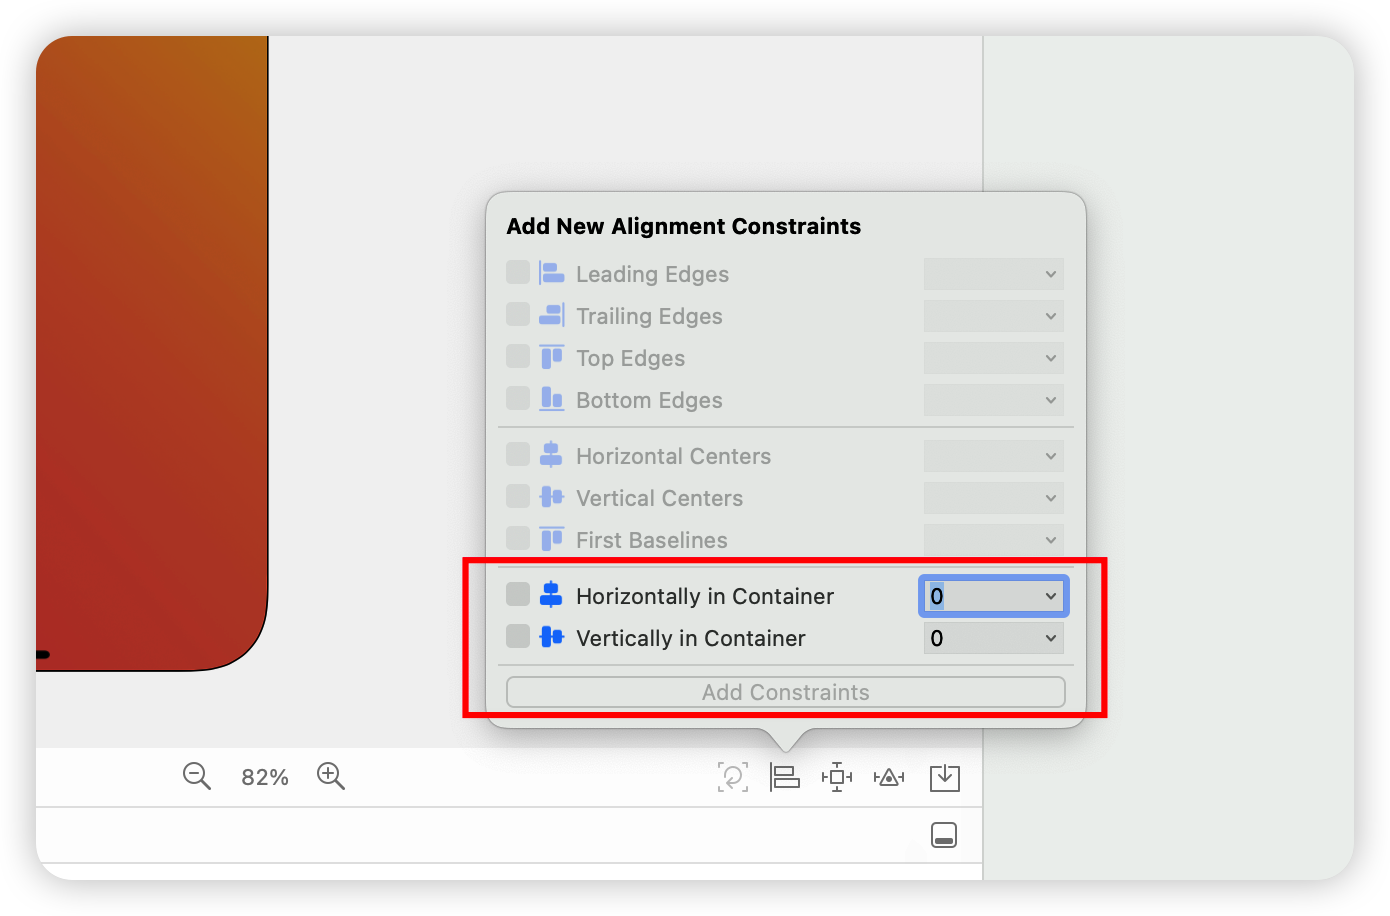 Add New Alignment Constraints
Leading Edges
Trailing Edges
Top Edges
Bottom Edges
Horizontal Centers
Vertical Centers
First Baselines
Horizontally in Container 0
Vertically in Container 0
Add Constraints
82%